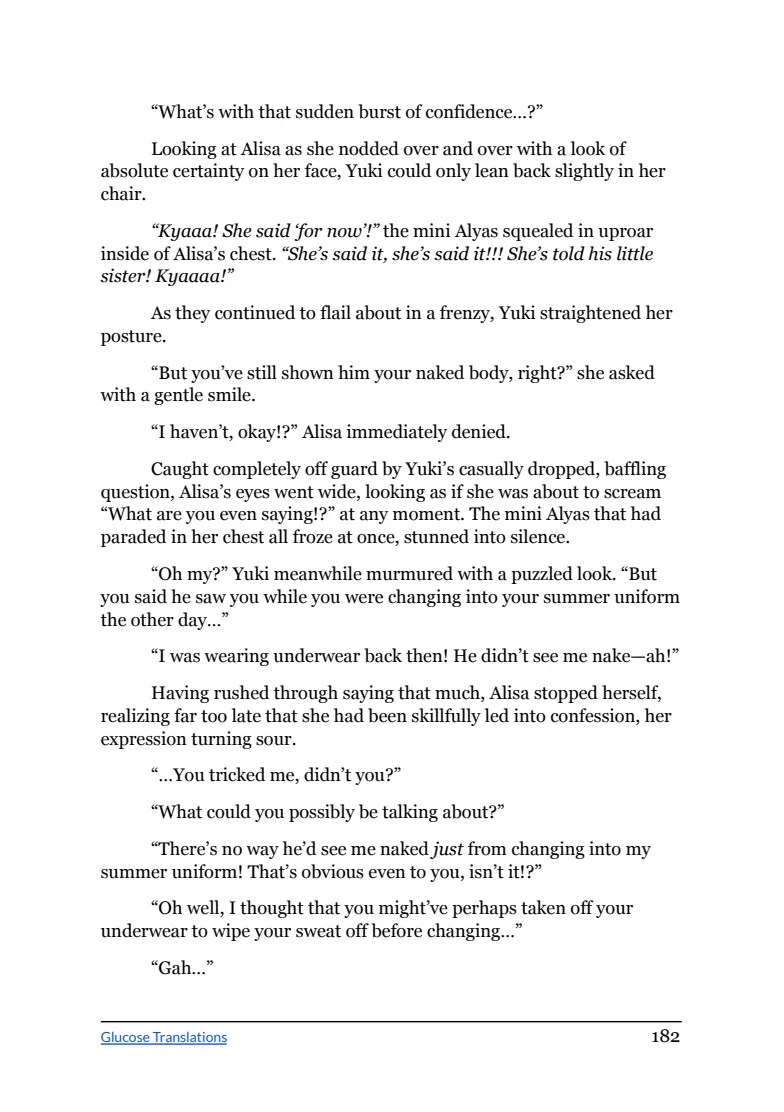 “What’s with that sudden burst of confidence…?”
Looking at Alisa as she nodded over and over with a look of
absolute certainty on her face, Yuki could only lean back slightly in her
chair.
“Kyaaa! She said ‘for now’!” the mini Alyas squealed in uproar
inside of Alisa’s chest. “She’s said it, she’s said it!!! She’s told his little
sister! Kyaaaa!”
As they continued to flail about in a frenzy, Yuki straightened her
posture.
“But you’ve still shown him your naked body, right?” she asked
with a gentle smile.
“I haven’t, okay!?” Alisa immediately denied.
Caught completely off guard by Yuki’s casually dropped, baffling
question, Alisa’s eyes went wide, looking as if she was about to scream
“What are you even saying!?” at any moment. The mini Alyas that had
paraded in her chest all froze at once, stunned into silence.
“Oh my?” Yuki meanwhile murmured with a puzzled look. “But
you said he saw you while you were changing into your summer uniform
the other day…”
“I was wearing underwear back then! He didn’t see me nake—ah!”
Having rushed through saying that much, Alisa stopped herself,
realizing far too late that she had been skillfully led into confession, her
expression turning sour.
“…You tricked me, didn’t you?”
“What could you possibly be talking about?”
“There’s no way he’d see me naked just from changing into my
summer uniform! That’s obvious even to you, isn’t it!?”
“Oh well, I thought that you might’ve perhaps taken off your
underwear to wipe your sweat off before changing…”
“Gah…”
Glucose Translations 182